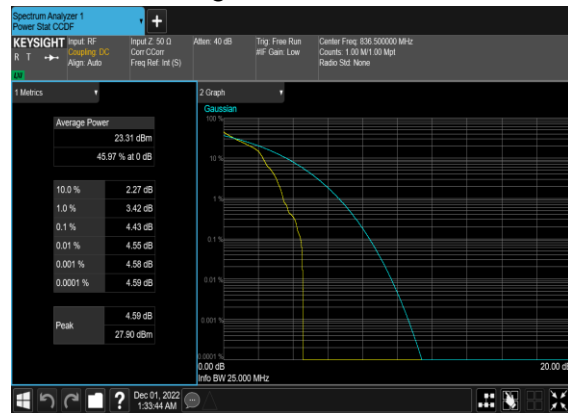 Spectrum Analyzer 1
Power Stat CCDF
+
KEYSIGHT
R T
LW
Input: RF
Coupling: DC
Align: Auto
Input Z: 50 Ω
Corr CCorr
Freq Ref: Int (S)
Atten: 40 dB
Trig: Free Run
#IF Gain: Low
Center Freq: 836.500000 MHz
Counts: 1.00 M/1.00 Mpt
Radio Std: None
1 Metrics
Average Power
23.31 dBm
45.97 % at 0 dB
10.0 % 2.27 dB
1.0 % 3.42 dB
0.1 % 4.43 dB
0.01 % 4.55 dB
0.001 % 4.58 dB
0.0001 % 4.59 dB
Peak
4.59 dB
27.90 dBm
2 Graph
Gaussian
100 %
10 %
1 %
0.1 %
0.01 %
0.001 %
0.0001 %
0.00 dB 20.00 dB
Info BW 25.000 MHz
?
Dec 01, 2022
1:33:44 AM